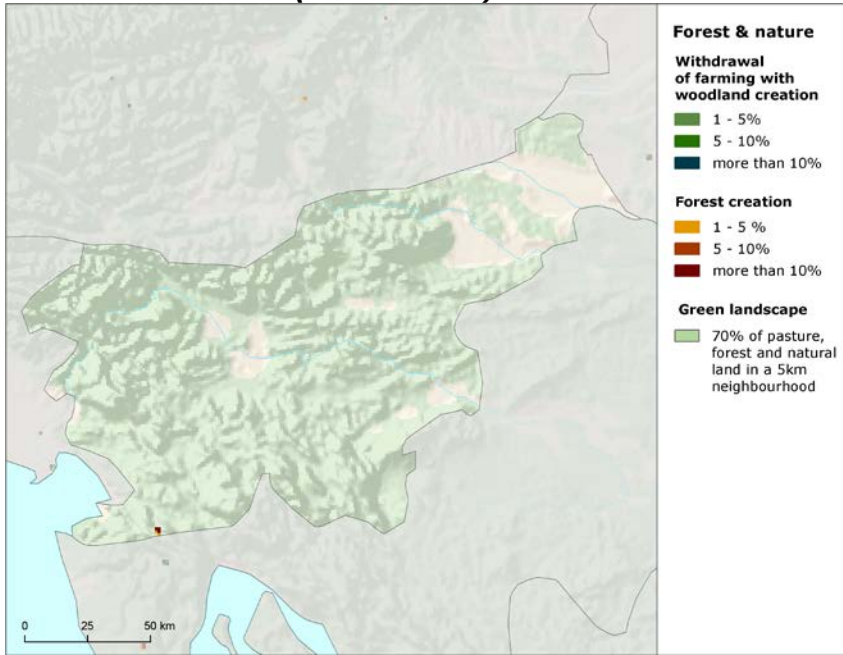 Forest & nature
Withdrawal
of farming with
woodland creation
1 - 5%
5 - 10%
more than 10%
Forest creation
1 - 5 %
5 - 10%
more than 10%
Green landscape
70% of pasture,
forest and natural
land in a 5km
neighbourhood
0 25 50 km